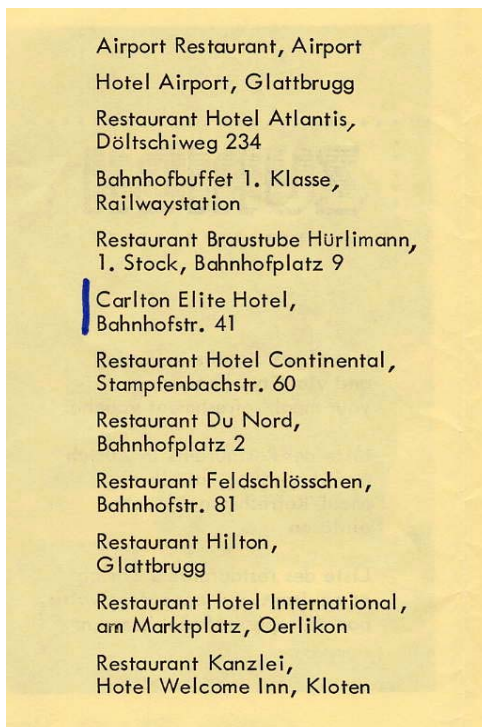 Airport Restaurant, Airport
Hotel Airport, Glattbrugg
Restaurant Hotel Atlantis,
Döltschiweg 234
Bahnhofbuffet 1. Klasse,
Railwaystation
Restaurant Braustube Hürlimann,
1. Stock, Bahnhofplatz 9
Carlton Elite Hotel,
Bahnhofstr. 41
Restaurant Hotel Continental,
Stampfenbachstr. 60
Restaurant Du Nord,
Bahnhofplatz 2
Restaurant Feldschlösschen,
Bahnhofstr. 81
Restaurant Hilton,
Glattbrugg
Restaurant Hotel International,
am Marktplatz, Oerlikon
Restaurant Kanzlei,
Hotel Welcome Inn, Kloten